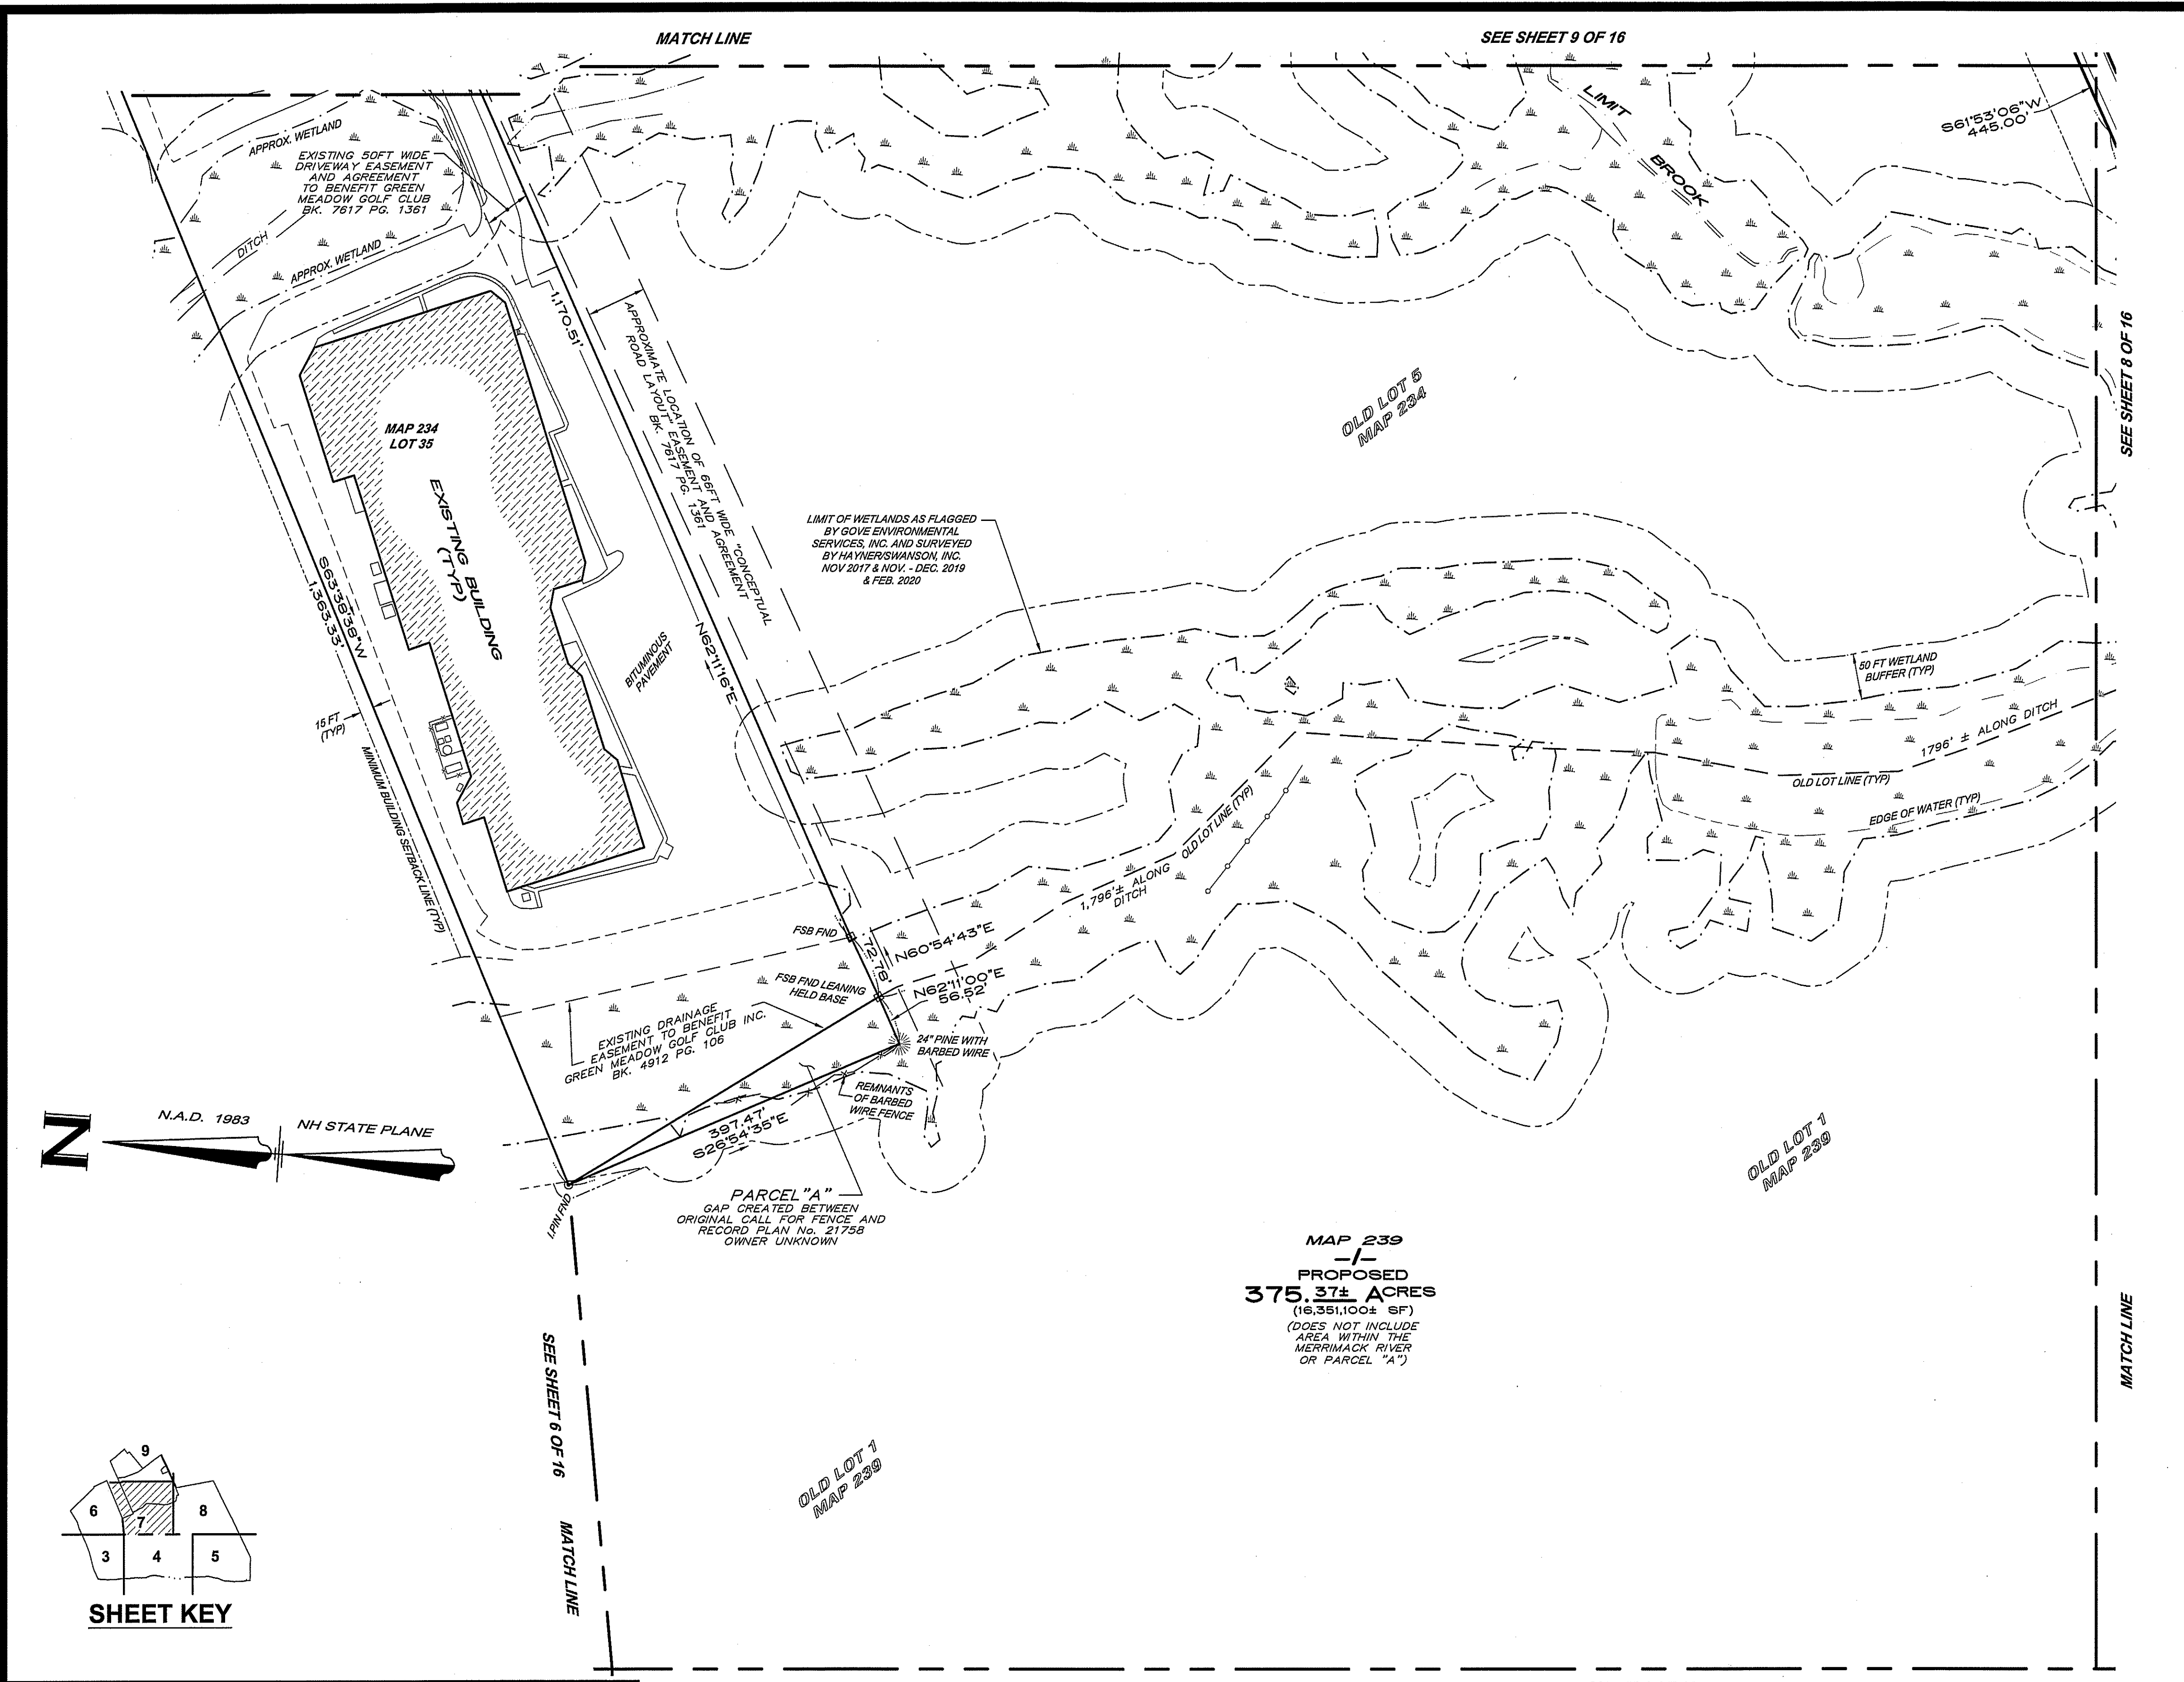 MATCH LINE
SEE SHEET 9 OF 16
S61°53'06"W
445.00'
LIMIT
BROOK
APPROX. WETLAND
EXISTING 50FT WIDE
DRIVEWAY EASEMENT
AND AGREEMENT
TO BENEFIT GREEN
MEADOW GOLF CLUB
BK. 7617 PG. 1361
DITCH
APPROX. WETLAND
1,170.51'
APPROXIMATE LOCATION OF 66FT WIDE "CONCEPTUAL
ROAD LAYOUT" EASEMENT AND AGREEMENT
BK. 7617 PG. 1361
SEE SHEET 8 OF 16
OLD LOT 5
MAP 234
MAP 234
LOT 35
EXISTING BUILDING
(TYP)
LIMIT OF WETLANDS AS FLAGGED
BY GOVE ENVIRONMENTAL
SERVICES, INC. AND SURVEYED
BY HAYNER/SWANSON, INC.
NOV 2017 & NOV. - DEC. 2019
& FEB. 2020
S63°38'38"W
1,363.33'
N62°11'16"E
BITUMINOUS
PAVEMENT
50 FT WETLAND
BUFFER (TYP)
15 FT
(TYP)
MINIMUM BUILDING SETBACK LINE (TYP)
1796' ± ALONG DITCH
OLD LOT LINE (TYP)
EDGE OF WATER (TYP)
OLD LOT LINE (TYP)
1,796'± ALONG
DITCH
FSB FND
72.78'
N60°54'43"E
FSB FND LEANING
HELD BASE
N62°11'00"E
56.52'
EXISTING DRAINAGE
EASEMENT TO BENEFIT
GREEN MEADOW GOLF CLUB INC.
BK. 4912 PG. 106
24" PINE WITH
BARBED WIRE
REMNANTS
OF BARBED
WIRE FENCE
397.47'
S26°54'35"E
N
N.A.D. 1983
NH STATE PLANE
I.PIN FND
PARCEL "A"
GAP CREATED BETWEEN
ORIGINAL CALL FOR FENCE AND
RECORD PLAN No. 21758
OWNER UNKNOWN
OLD LOT 1
MAP 239
MAP 239
-1-
PROPOSED
375.37± ACRES
(16,351,100± SF)
(DOES NOT INCLUDE
AREA WITHIN THE
MERRIMACK RIVER
OR PARCEL "A")
SEE SHEET 6 OF 16
MATCH LINE
MATCH LINE
OLD LOT 1
MAP 239
9
6
7
8
3
4
5
SHEET KEY